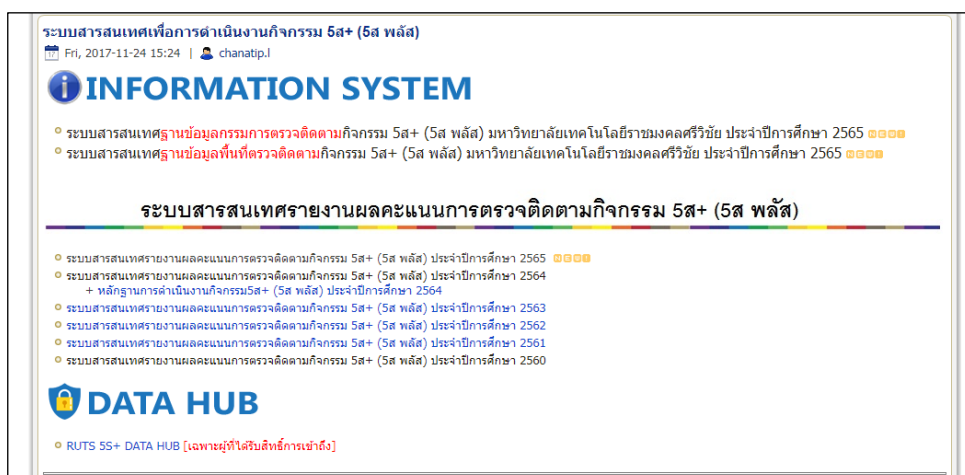 ระบบสารสนเทศเพื่อการดำเนินงานกิจกรรม 5ส+ (5ส พลัส)
17 Fri, 2017-11-24 15:24 | chanatip.l
i INFORMATION SYSTEM
ระบบสารสนเทศฐานข้อมูลกรรมการตรวจติดตามกิจกรรม 5ส+ (5ส พลัส) มหาวิทยาลัยเทคโนโลยีราชมงคลศรีวิชัย ประจำปีการศึกษา 2565 NEW!
ระบบสารสนเทศฐานข้อมูลพื้นที่ตรวจติดตามกิจกรรม 5ส+ (5ส พลัส) มหาวิทยาลัยเทคโนโลยีราชมงคลศรีวิชัย ประจำปีการศึกษา 2565 NEW!
ระบบสารสนเทศรายงานผลคะแนนการตรวจติดตามกิจกรรม 5ส+ (5ส พลัส)
ระบบสารสนเทศรายงานผลคะแนนการตรวจติดตามกิจกรรม 5ส+ (5ส พลัส) ประจำปีการศึกษา 2565 NEW!
ระบบสารสนเทศรายงานผลคะแนนการตรวจติดตามกิจกรรม 5ส+ (5ส พลัส) ประจำปีการศึกษา 2564
+ หลักฐานการดำเนินงานกิจกรรม5ส+ (5ส พลัส) ประจำปีการศึกษา 2564
ระบบสารสนเทศรายงานผลคะแนนการตรวจติดตามกิจกรรม 5ส+ (5ส พลัส) ประจำปีการศึกษา 2563
ระบบสารสนเทศรายงานผลคะแนนการตรวจติดตามกิจกรรม 5ส+ (5ส พลัส) ประจำปีการศึกษา 2562
ระบบสารสนเทศรายงานผลคะแนนการตรวจติดตามกิจกรรม 5ส+ (5ส พลัส) ประจำปีการศึกษา 2561
ระบบสารสนเทศรายงานผลคะแนนการตรวจติดตามกิจกรรม 5ส+ (5ส พลัส) ประจำปีการศึกษา 2560
DATA HUB
RUTS 5S+ DATA HUB [เฉพาะผู้ที่ได้รับสิทธิ์การเข้าถึง]